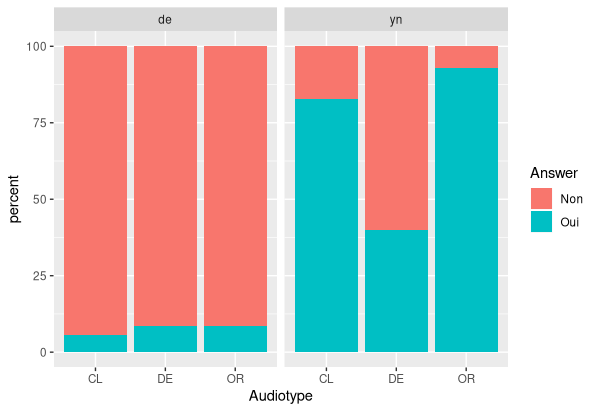 de yn
percent
100
75
50
25
0
CL DE OR CL DE OR
Audiotype
Answer
Non
Oui